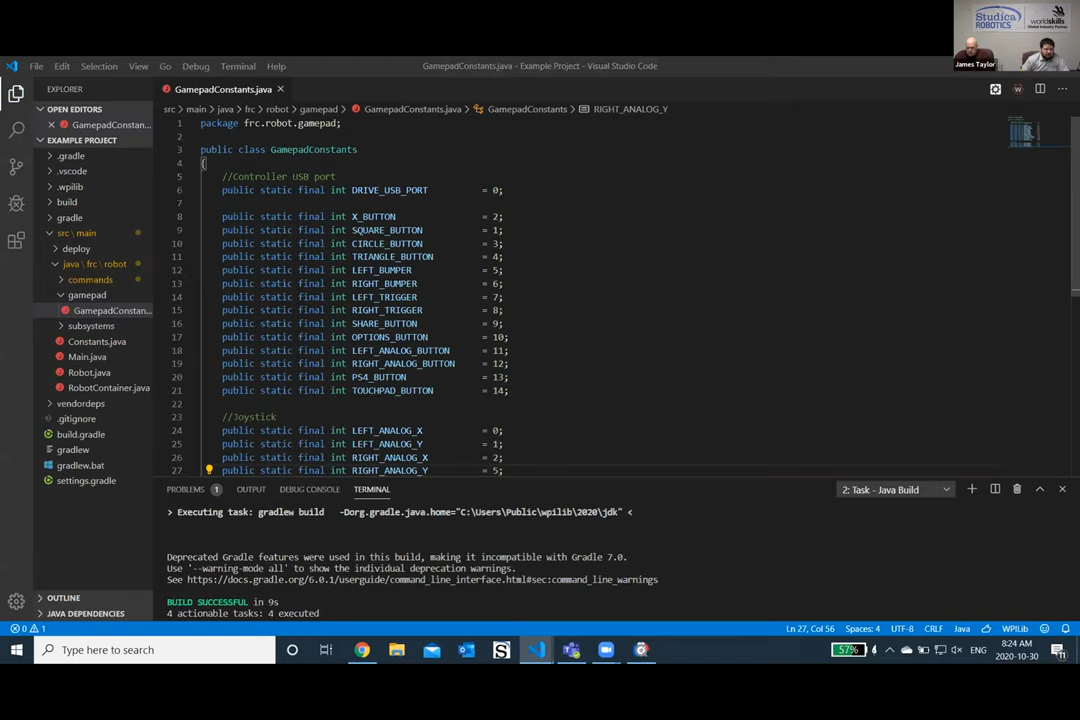 Studica
ROBOTICS
worldskills
Global Industry Partner
James Taylor
File Edit Selection View Go Debug Terminal Help
GamepadConstants.java - Example Project - Visual Studio Code
EXPLORER
GamepadConstants.java
OPEN EDITORS
GamepadConstan...
EXAMPLE PROJECT
.gradle
.vscode
.wpilib
build
gradle
src\main
deploy
java\frc\robot
commands
gamepad
GamepadConstan...
subsystems
Constants.java
Main.java
Robot.java
RobotContainer.java
vendordeps
.gitignore
build.gradle
gradlew
gradlew.bat
settings.gradle
OUTLINE
JAVA DEPENDENCIES
src > main > java > frc > robot > gamepad > GamepadConstants.java > GamepadConstants > RIGHT_ANALOG_Y
1 package frc.robot.gamepad;
2
3 public class GamepadConstants
4 {
5 //Controller USB port
6 public static final int DRIVE_USB_PORT = 0;
7
8 public static final int X_BUTTON = 2;
9 public static final int SQUARE_BUTTON = 1;
10 public static final int CIRCLE_BUTTON = 3;
11 public static final int TRIANGLE_BUTTON = 4;
12 public static final int LEFT_BUMPER = 5;
13 public static final int RIGHT_BUMPER = 6;
14 public static final int LEFT_TRIGGER = 7;
15 public static final int RIGHT_TRIGGER = 8;
16 public static final int SHARE_BUTTON = 9;
17 public static final int OPTIONS_BUTTON = 10;
18 public static final int LEFT_ANALOG_BUTTON = 11;
19 public static final int RIGHT_ANALOG_BUTTON = 12;
20 public static final int PS4_BUTTON = 13;
21 public static final int TOUCHPAD_BUTTON = 14;
22
23 //Joystick
24 public static final int LEFT_ANALOG_X = 0;
25 public static final int LEFT_ANALOG_Y = 1;
26 public static final int RIGHT_ANALOG_X = 2;
27 public static final int RIGHT_ANALOG_Y = 5;
PROBLEMS 1 OUTPUT DEBUG CONSOLE TERMINAL
2: Task - Java Build
> Executing task: gradlew build -Dorg.gradle.java.home="C:\Users\Public\wpilib\2020\jdk" <
Deprecated Gradle features were used in this build, making it incompatible with Gradle 7.0.
Use '--warning-mode all' to show the individual deprecation warnings.
See https://docs.gradle.org/6.0.1/userguide/command_line_interface.html#sec:command_line_warnings
BUILD SUCCESSFUL in 9s
4 actionable tasks: 4 executed
0 1
Ln 27, Col 56 Spaces: 4 UTF-8 CRLF Java WPILib
Type here to search
57%
ENG
8:24 AM
2020-10-30
11